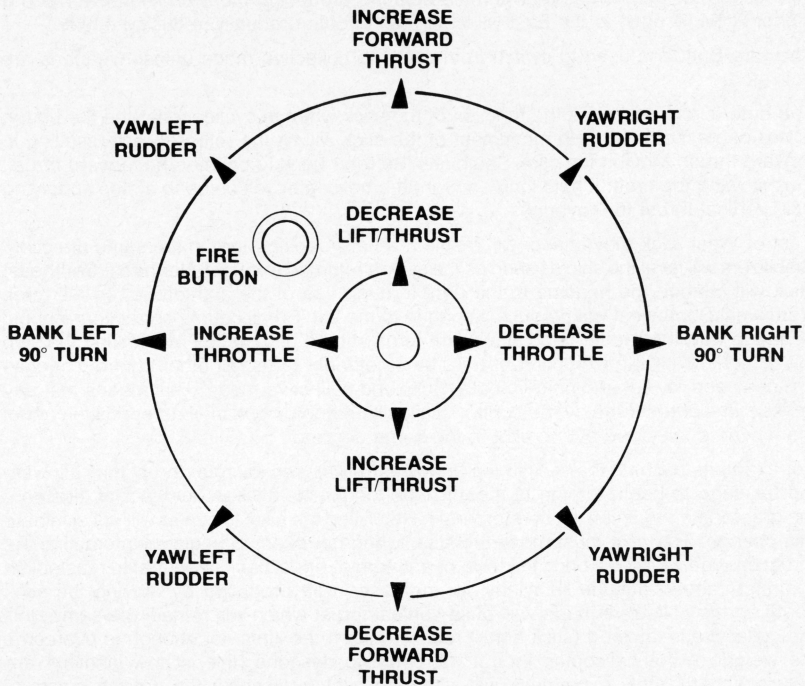 INCREASE
FORWARD
THRUST
YAWLEFT
RUDDER
YAWRIGHT
RUDDER
DECREASE
LIFT/THRUST
FIRE
BUTTON
BANK LEFT
90° TURN
INCREASE
THROTTLE
DECREASE
THROTTLE
BANK RIGHT
90° TURN
INCREASE
LIFT/THRUST
YAWLEFT
RUDDER
YAWRIGHT
RUDDER
DECREASE
FORWARD
THRUST